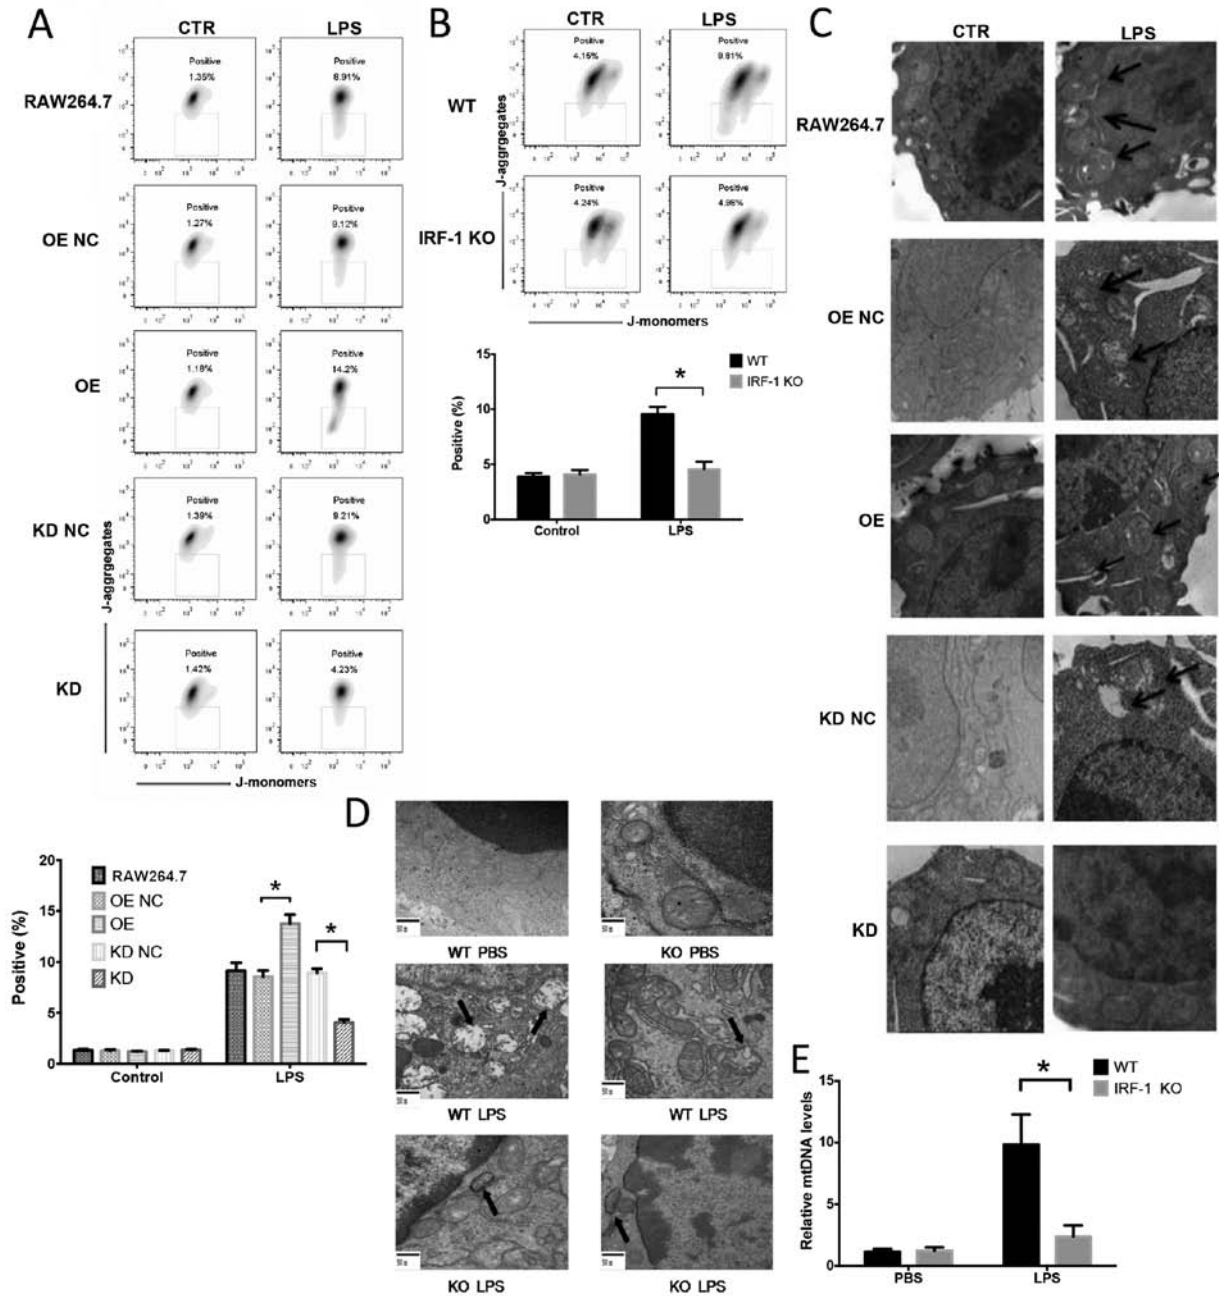 A
CTR LPS
RAW264.7
Positive
1.35%
Positive
8.91%
OE NC
Positive
1.27%
Positive
9.12%
OE
Positive
1.18%
Positive
14.2%
KD NC
Positive
1.39%
Positive
9.21%
KD
Positive
1.42%
Positive
4.23%
J-aggrgegates
J-monomers
Positive (%)
20
15
10
5
0
RAW264.7
OE NC
OE
KD NC
KD
*
*
Control LPS
B
CTR LPS
WT
Positive
4.15%
Positive
9.81%
IRF-1 KO
Positive
4.24%
Positive
4.96%
J-aggrgegates
J-monomers
Positive (%)
15
10
5
0
WT
IRF-1 KO
*
Control LPS
C
CTR LPS
RAW264.7
OE NC
OE
KD NC
KD
D
WT PBS KO PBS
WT LPS WT LPS
KO LPS KO LPS
E
Relative mtDNA levels
15
10
5
0
WT
IRF-1 KO
*
PBS LPS